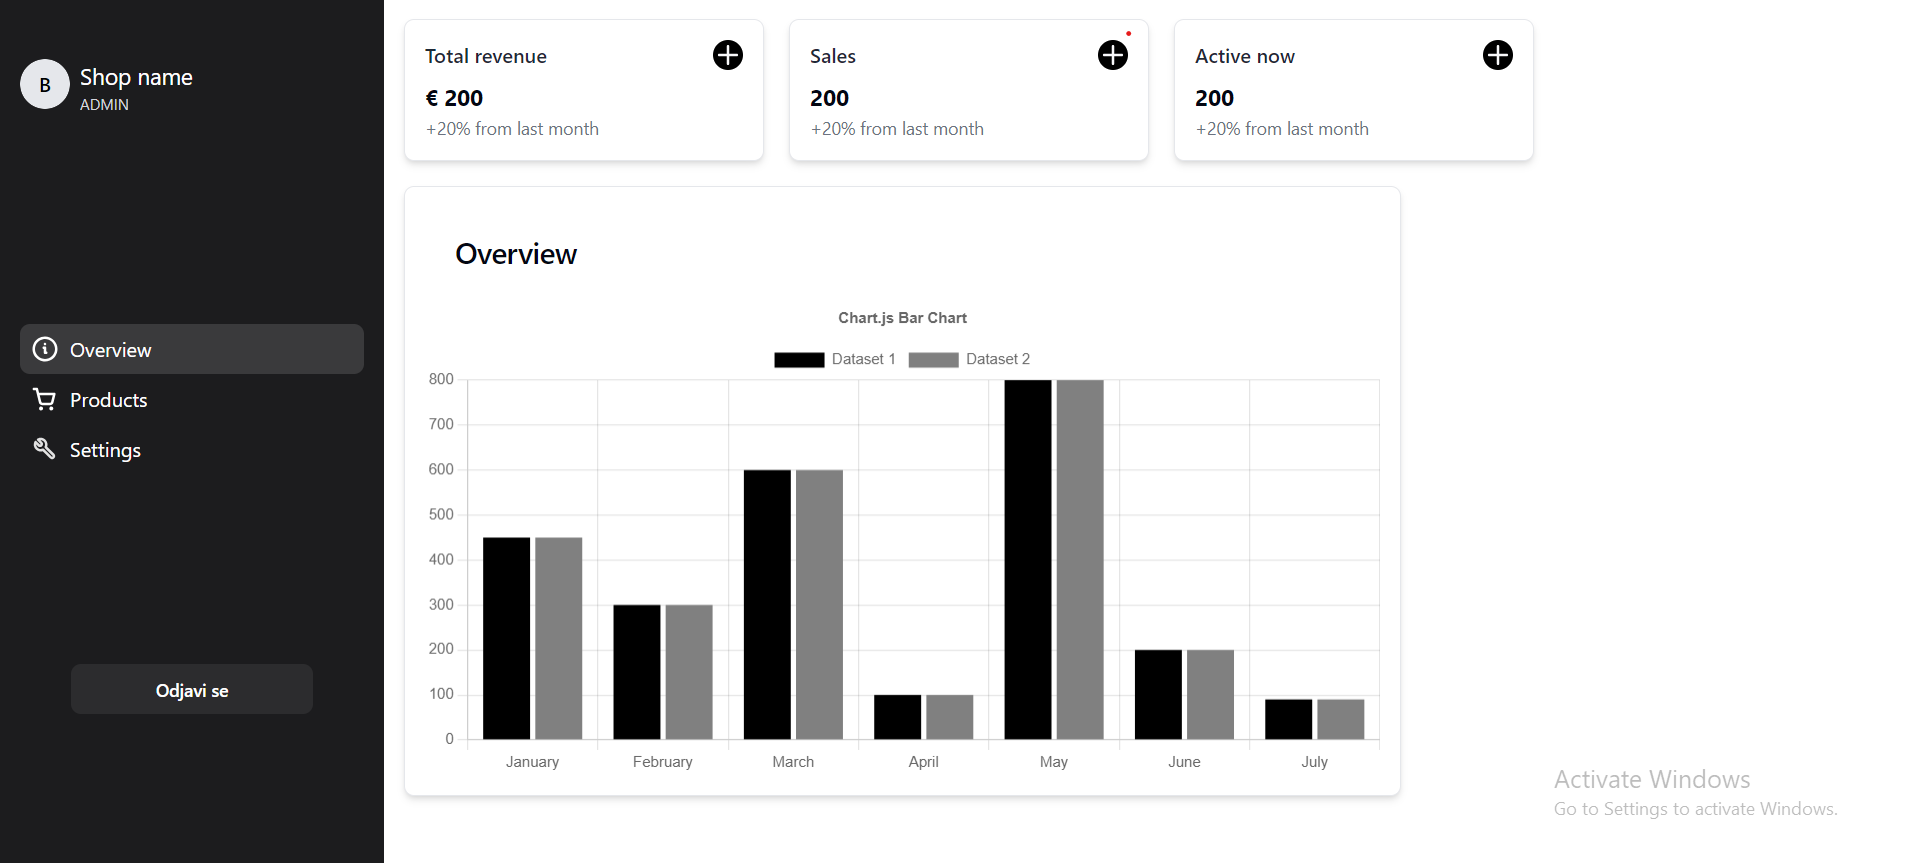 B
Shop name
ADMIN
Overview
Products
Settings
Odjavi se
Total revenue
€ 200
+20% from last month
Sales
200
+20% from last month
Active now
200
+20% from last month
Overview
Chart.js Bar Chart
Dataset 1 Dataset 2
800
700
600
500
400
300
200
100
0
January February March April May June July
Activate Windows
Go to Settings to activate Windows.